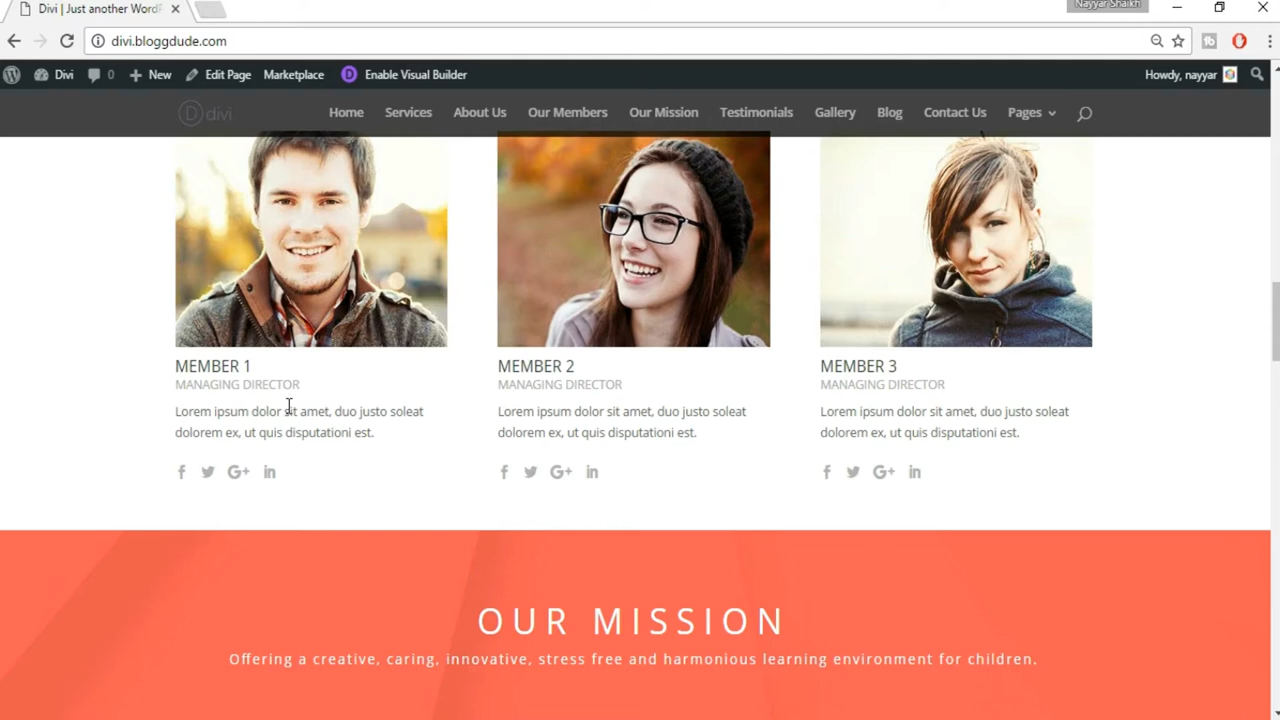 Divi | Just another WordP
Nayyar Shaikh
divi.bloggdude.com
Divi 0 New Edit Page Marketplace D Enable Visual Builder Howdy, nayyar
D divi Home Services About Us Our Members Our Mission Testimonials Gallery Blog Contact Us Pages
MEMBER 1 MEMBER 2 MEMBER 3
MANAGING DIRECTOR MANAGING DIRECTOR MANAGING DIRECTOR
Lorem ipsum dolor sit amet, duo justo soleat Lorem ipsum dolor sit amet, duo justo soleat Lorem ipsum dolor sit amet, duo justo soleat
dolorem ex, ut quis disputationi est. dolorem ex, ut quis disputationi est. dolorem ex, ut quis disputationi est.
f G+ in f G+ in f G+ in
OUR MISSION
Offering a creative, caring, innovative, stress free and harmonious learning environment for children.